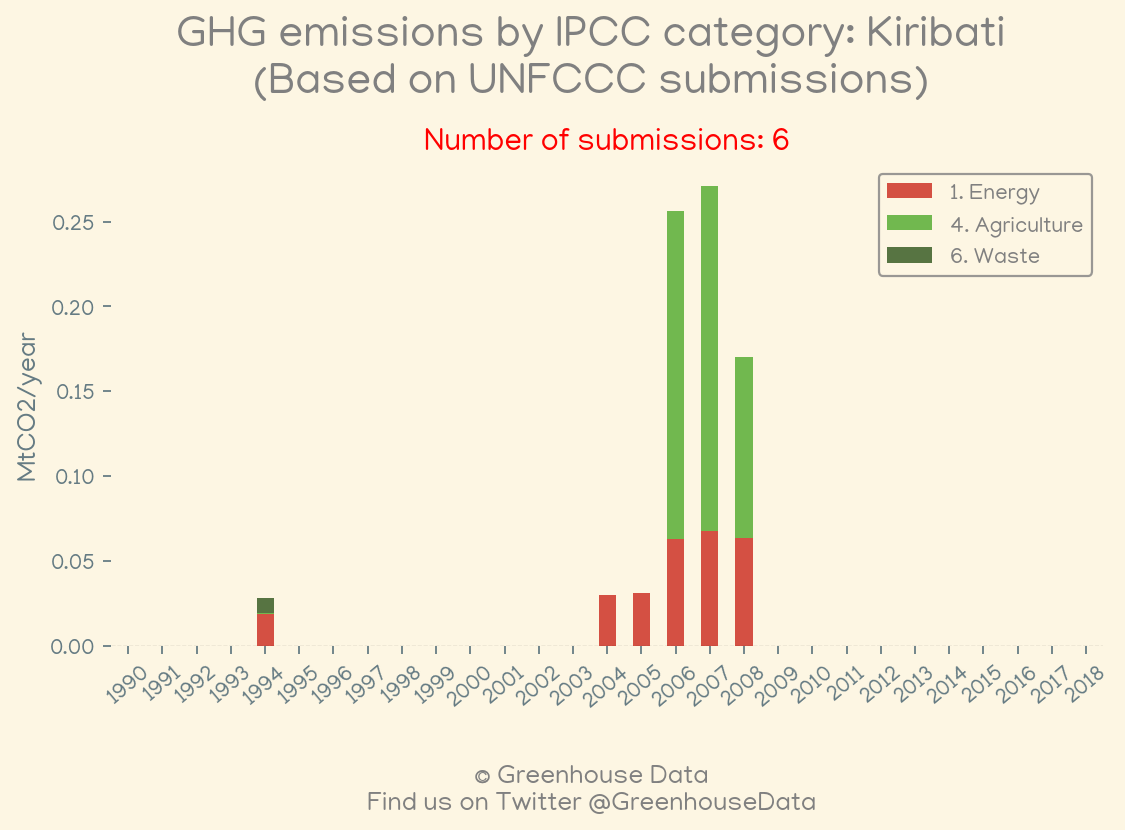 GHG emissions by IPCC category: Kiribati
(Based on UNFCCC submissions)
Number of submissions: 6
1. Energy
4. Agriculture
6. Waste
MtCO2/year
0.25
0.20
0.15
0.10
0.05
0.00
1990 1991 1992 1993 1994 1995 1996 1997 1998 1999 2000 2001 2002 2003 2004 2005 2006 2007 2008 2009 2010 2011 2012 2013 2014 2015 2016 2017 2018
© Greenhouse Data
Find us on Twitter @GreenhouseData